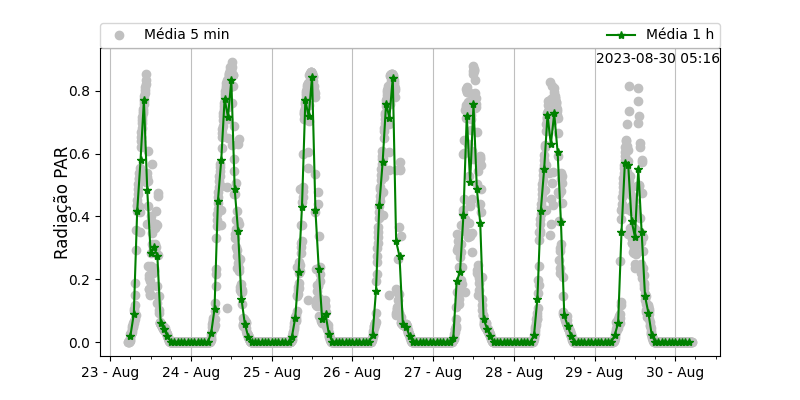 Média 5 min
Média 1 h
2023-08-30 05:16
Radiação PAR
0.8
0.6
0.4
0.2
0.0
23 - Aug
24 - Aug
25 - Aug
26 - Aug
27 - Aug
28 - Aug
29 - Aug
30 - Aug